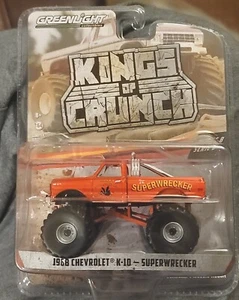 GREENLIGHT
KINGS
OF
CRUNCH
SUPERWRECKER
1968 CHEVROLET® K-10 – SUPERWRECKER